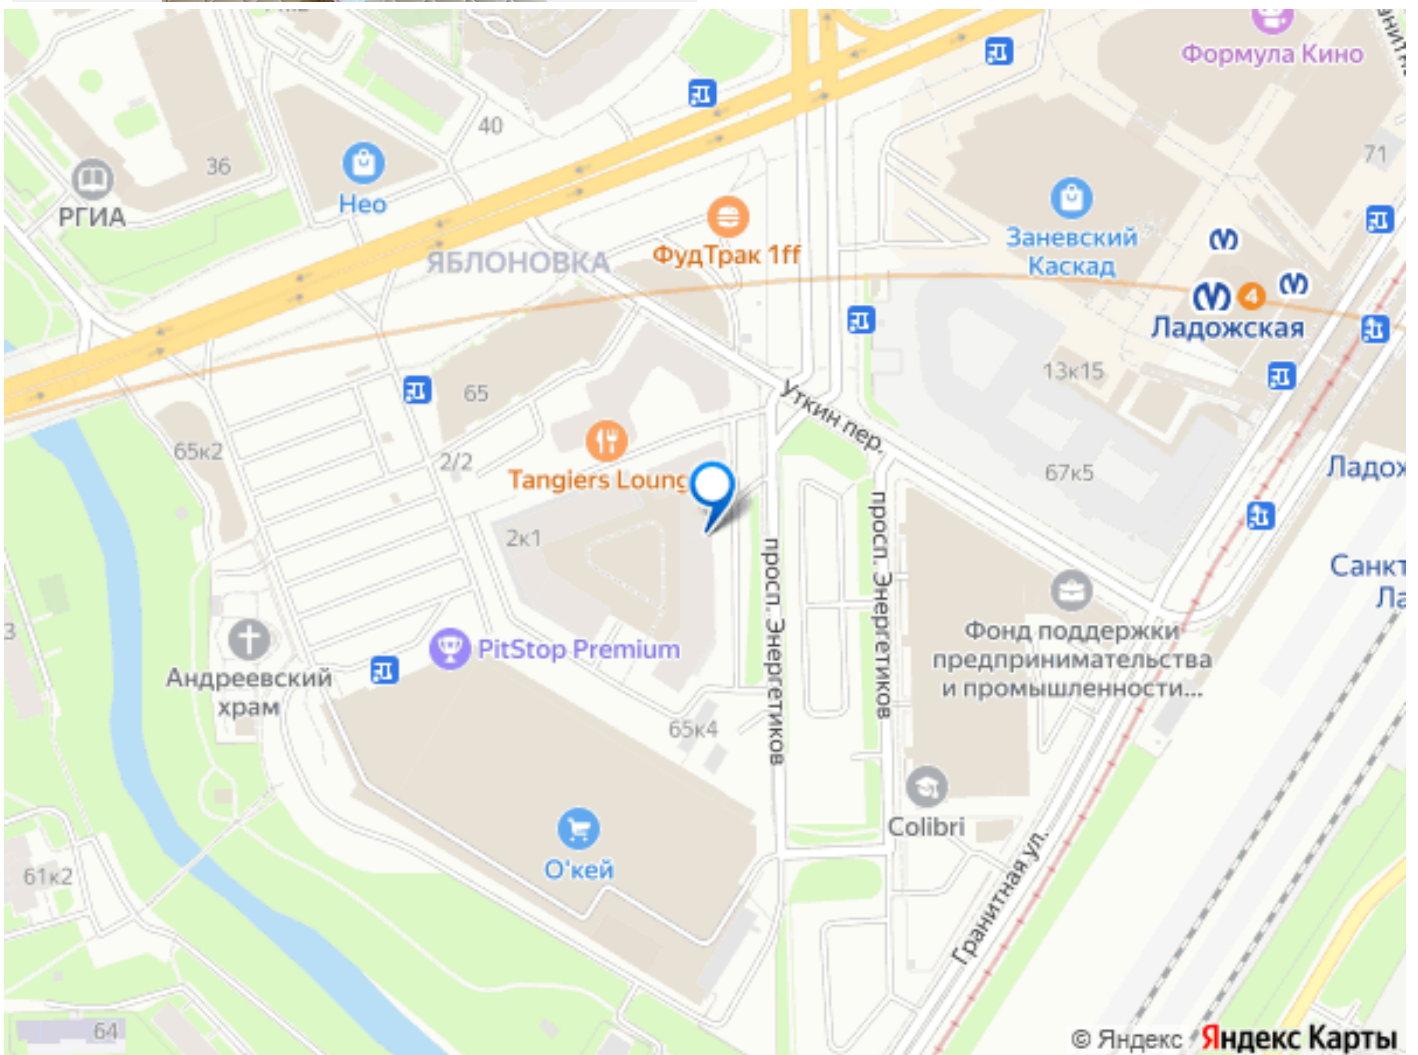 Формула Кино
40
36
71
РГИА
Нео
ЯБЛОНОВКА
ФудТрак 1ff
Заневский
Каскад
4
Ладожская
13к15
65
Уткин пер.
65к2
2/2
Tangiers Loung
67к5
2к1
просп. Энергетиков
просп. Энергетиков
Фонд поддержки
предпринимательства
и промышленности...
Андреевский
храм
PitStop Premium
65к4
Colibri
О'кей
61к2
Гранитная ул.
64
© Яндекс Яндекс Карты